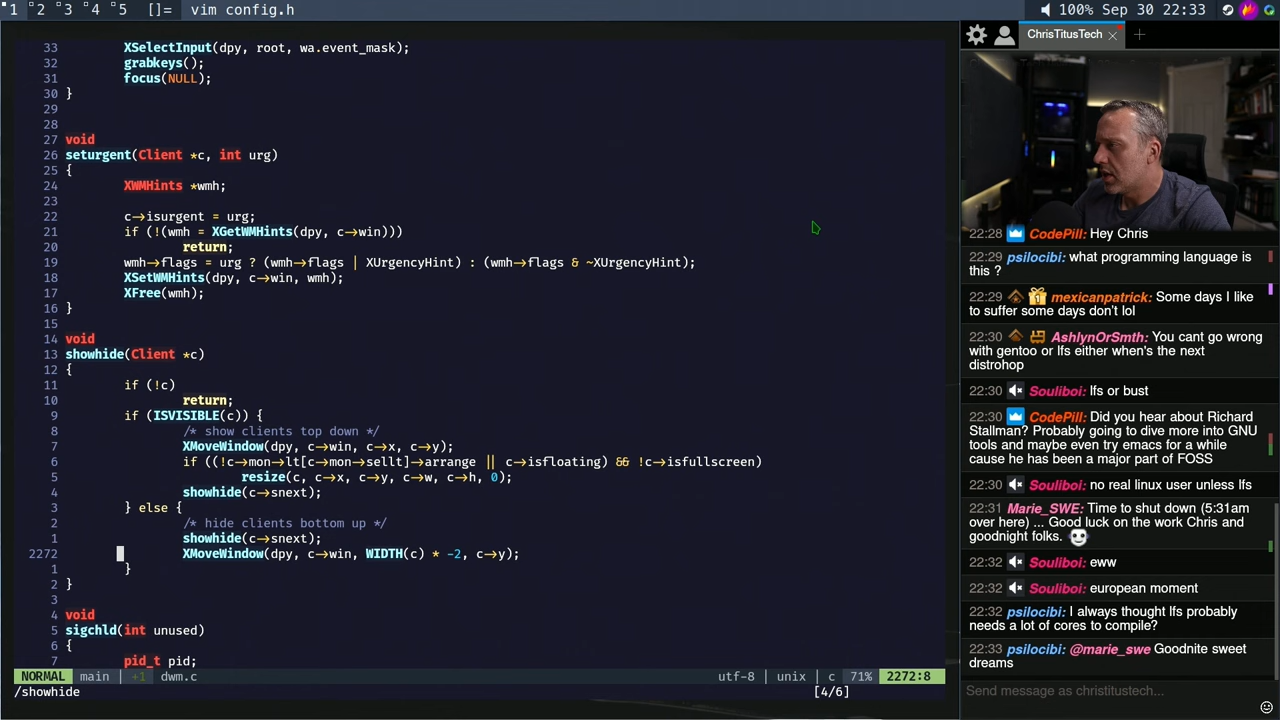 1 2 3 4 5 []= vim config.h 100% Sep 30 22:33
33 XSelectInput(dpy, root, wa.event_mask);
32 grabkeys();
31 focus(NULL);
30 }
29
28
27 void
26 seturgent(Client *c, int urg)
25 {
24 XWMHints *wmh;
23
22 c→isurgent = urg;
21 if (!(wmh = XGetWMHints(dpy, c→win)))
20 return;
19 wmh→flags = urg ? (wmh→flags | XUrgencyHint) : (wmh→flags & ~XUrgencyHint);
18 XSetWMHints(dpy, c→win, wmh);
17 XFree(wmh);
16 }
15
14 void
13 showhide(Client *c)
12 {
11 if (!c)
10 return;
9 if (ISVISIBLE(c)) {
8 /* show clients top down */
7 XMoveWindow(dpy, c→win, c→x, c→y);
6 if ((!c→mon→lt[c→mon→sellt]→arrange || c→isfloating) && !c→isfullscreen)
5 resize(c, c→x, c→y, c→w, c→h, 0);
4 showhide(c→snext);
3 } else {
2 /* hide clients bottom up */
1 showhide(c→snext);
2272 XMoveWindow(dpy, c→win, WIDTH(c) * -2, c→y);
1 }
2 }
3
4 void
5 sigchld(int unused)
6 {
7 pid_t pid;
NORMAL main | +1 dwm.c utf-8 | unix | c 71% 2272:8
/showhide [4/6]
ChrisTitusTech
22:28 CodePill: Hey Chris
22:29 psilocibi: what programming language is
this ?
22:29 mexicanpatrick: Some days I like
to suffer some days don't lol
22:30 AshlynOrSmth: You cant go wrong
with gentoo or lfs either when's the next
distrohop
22:30 Souliboi: lfs or bust
22:30 CodePill: Did you hear about Richard
Stallman? Probably going to dive more into GNU
tools and maybe even try emacs for a while
cause he has been a major part of FOSS
22:30 Souliboi: no real linux user unless lfs
22:31 Marie_SWE: Time to shut down (5:31am
over here) ... Good luck on the work Chris and
goodnight folks.
22:32 Souliboi: eww
22:32 Souliboi: european moment
22:32 psilocibi: I always thought lfs probably
needs a lot of cores to compile?
22:33 psilocibi: @marie_swe Goodnite sweet
dreams
Send message as christitustech...